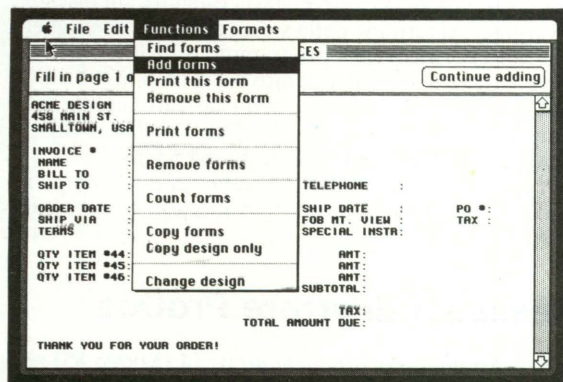 File Edit Functions Formats
CES
Fill in page 1 o
Continue adding
Find forms
Add forms
Print this form
Remove this form
Print forms
Remove forms
Count forms
Copy forms
Copy design only
Change design
ACME DESIGN
458 MAIN ST.
SMALLTOWN, USA
INVOICE # :
NAME :
BILL TO :
SHIP TO : TELEPHONE :
ORDER DATE : SHIP DATE : PO #:
SHIP VIA : FOB MT. VIEW : TAX :
TERMS : SPECIAL INSTR:
QTY ITEM #44: AMT:
QTY ITEM #45: AMT:
QTY ITEM #46: AMT:
SUBTOTAL:
TAX:
TOTAL AMOUNT DUE:
THANK YOU FOR YOUR ORDER!